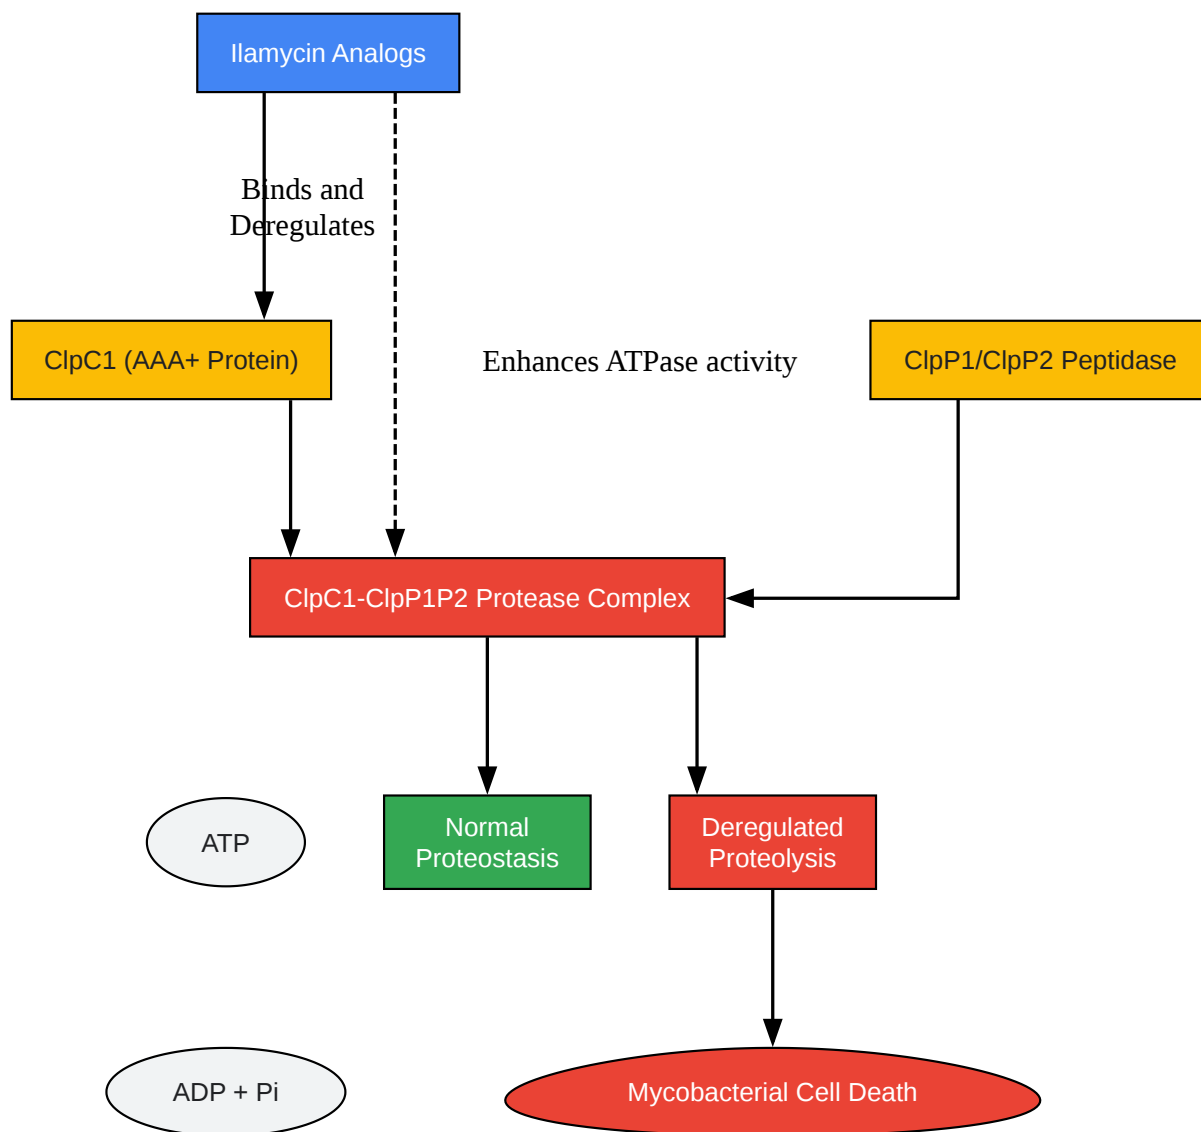 Ilamycin Analogs
Binds and
Deregulates
ClpC1 (AAA+ Protein)
Enhances ATPase activity
ClpP1/ClpP2 Peptidase
ClpC1-ClpP1P2 Protease Complex
ATP
Normal
Proteostasis
Deregulated
Proteolysis
ADP + Pi
Mycobacterial Cell Death